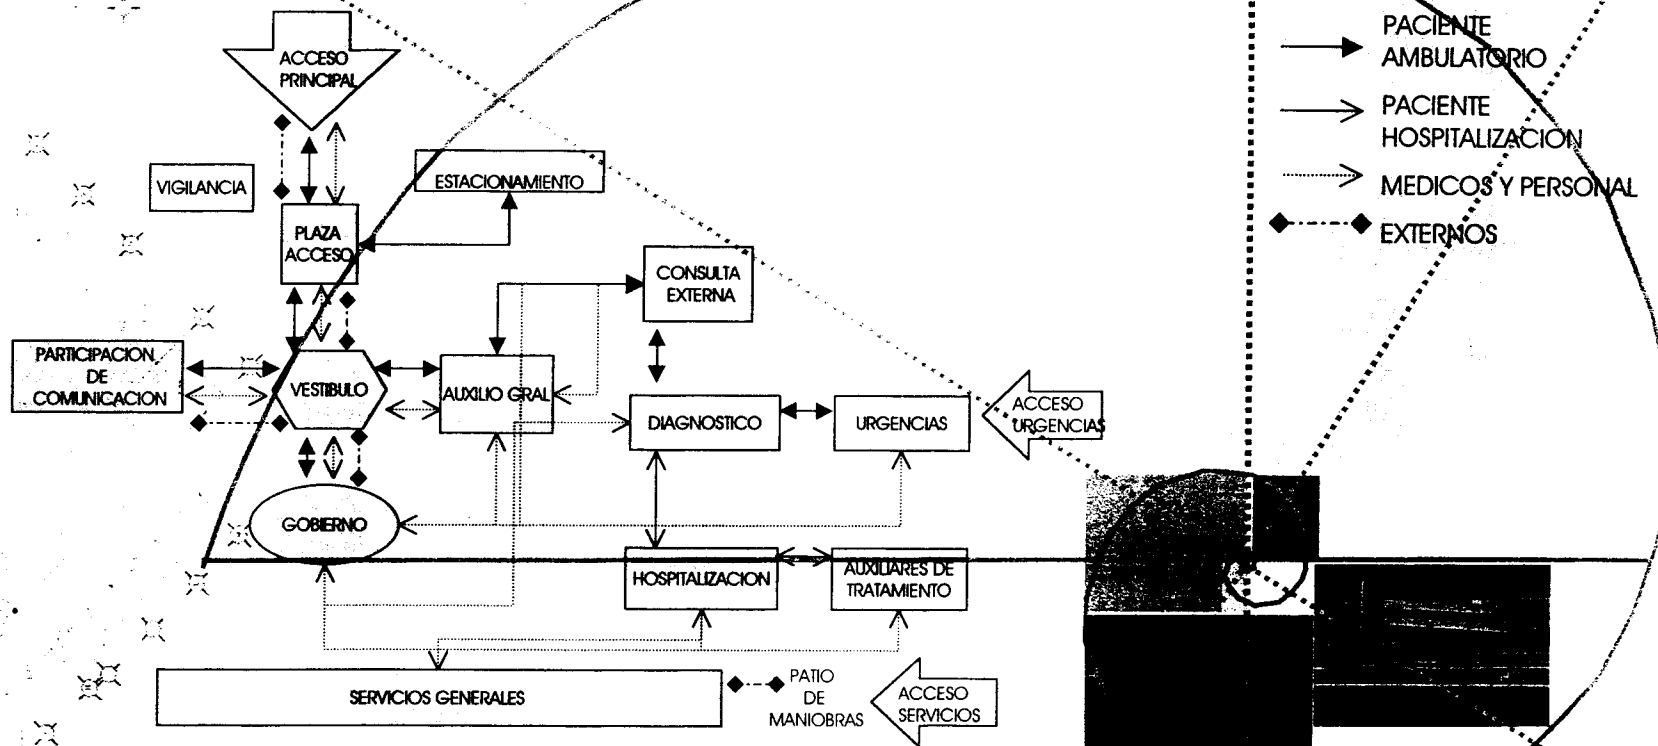 ACCESO
PRINCIPAL
VIGILANCIA
ESTACIONAMIENTO
PLAZA
ACCESO
CONSULTA
EXTERNA
PARTICIPACION
DE
COMUNICACION
VESTIBULO
AUXILIO GRAL
DIAGNOSTICO
URGENCIAS
ACCESO
URGENCIAS
GOBIERNO
HOSPITALIZACION
AUXILIARES DE
TRATAMIENTO
SERVICIOS GENERALES
PATIO
DE
MANIOBRAS
ACCESO
SERVICIOS
PACIENTE
AMBULATORIO
PACIENTE
HOSPITALIZACION
MEDICOS Y PERSONAL
EXTERNOS